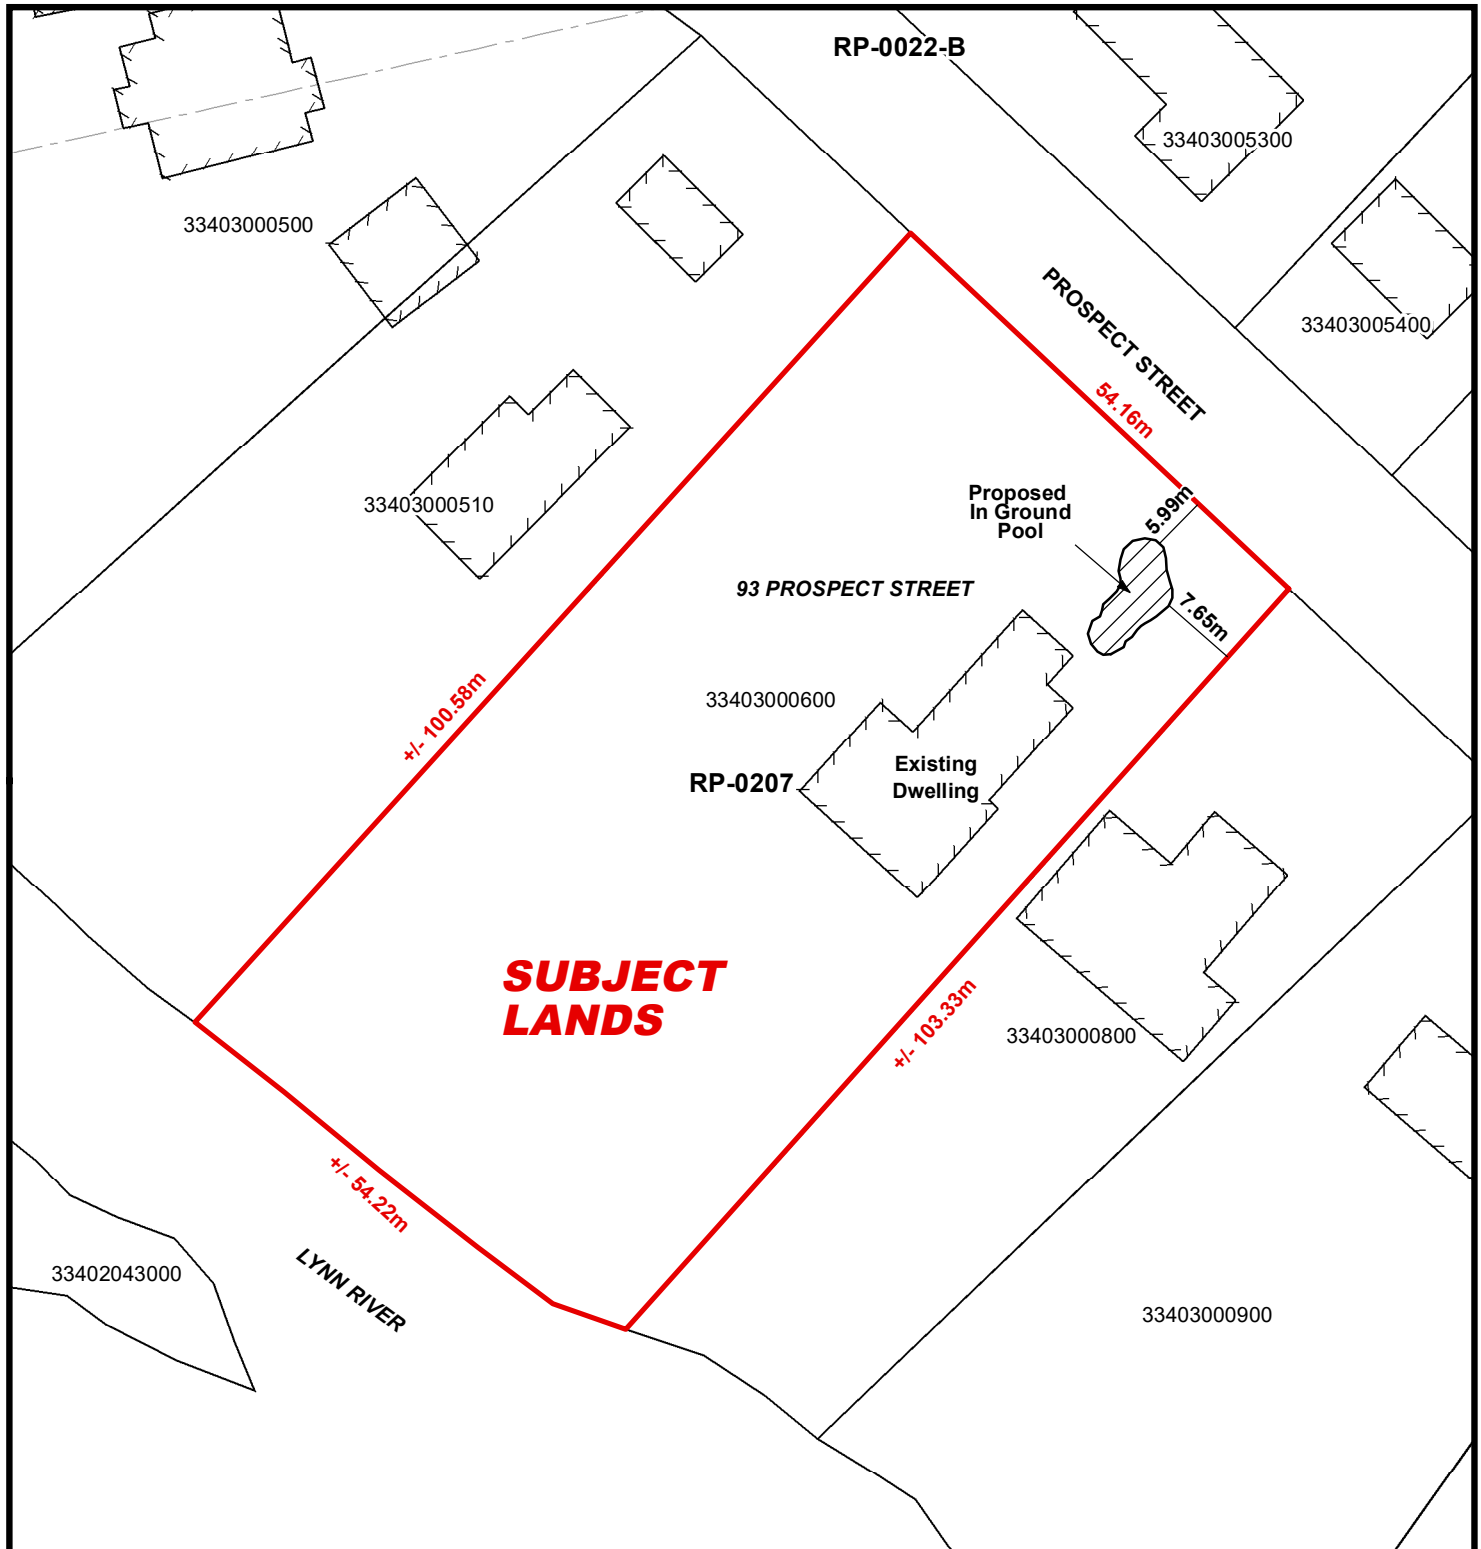 RP-0022-B
33403005300
33403000500
PROSPECT STREET
33403005400
54.16m
Proposed
In Ground
Pool
5.99m
33403000510
93 PROSPECT STREET
7.65m
+/- 100.58m
33403000600
RP-0207
Existing
Dwelling
SUBJECT
LANDS
+/- 103.33m
33403000800
+/- 54.22m
LYNN RIVER
33402043000
33403000900